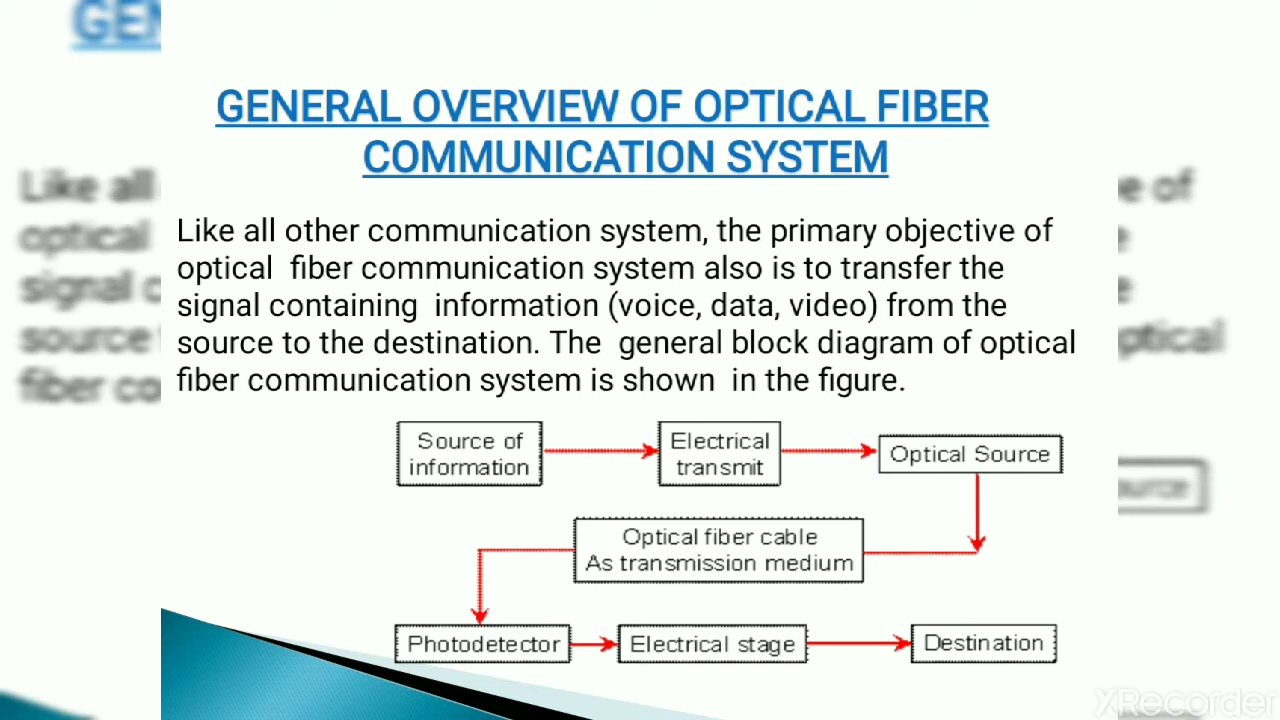 GENERAL OVERVIEW OF OPTICAL FIBER
COMMUNICATION SYSTEM
Like all other communication system, the primary objective of
optical fiber communication system also is to transfer the
signal containing information (voice, data, video) from the
source to the destination. The general block diagram of optical
fiber communication system is shown in the figure.
Source of
information
Electrical
transmit
Optical Source
Optical fiber cable
As transmission medium
Photodetector
Electrical stage
Destination
XRecorder